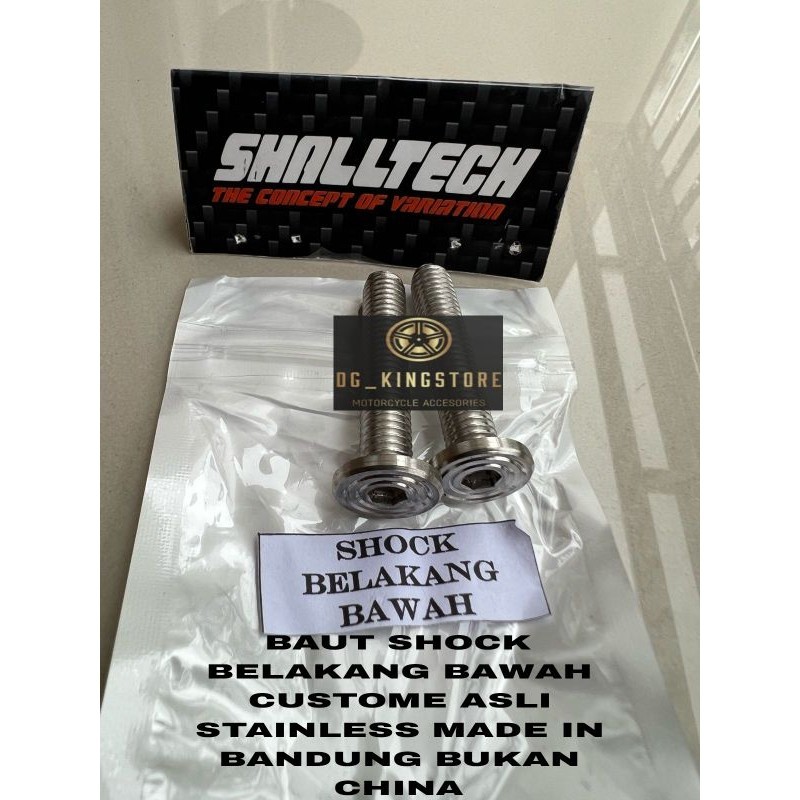 SHALLTECH
THE CONCEPT OF VARIATION
DG_KINGSTORE
MOTORCYCLE ACCESORIES
SHOCK
BELAKANG
BAWAH
BAUT SHOCK
BELAKANG BAWAH
CUSTOME ASLI
STAINLESS MADE IN
BANDUNG BUKAN
CHINA